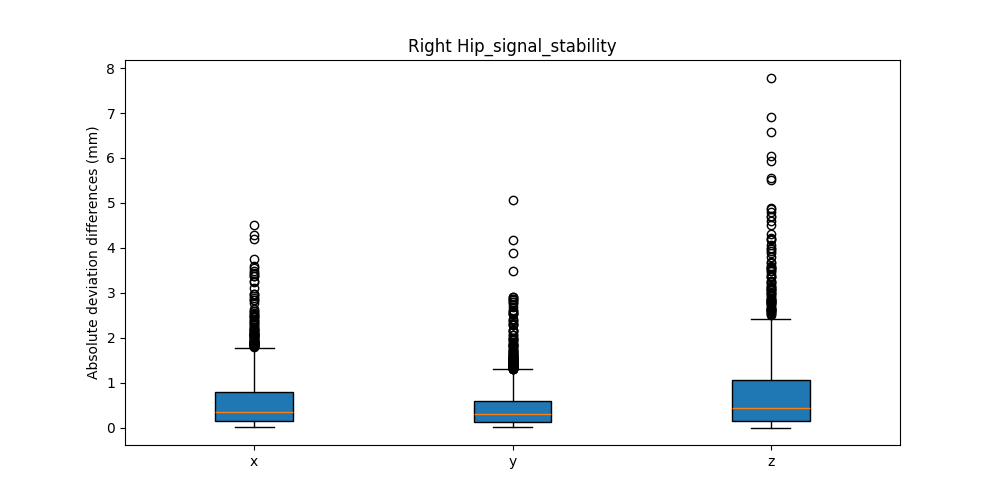 Right Hip_signal_stability
Absolute deviation differences (mm)
8
7
6
5
4
3
2
1
0
x
y
z